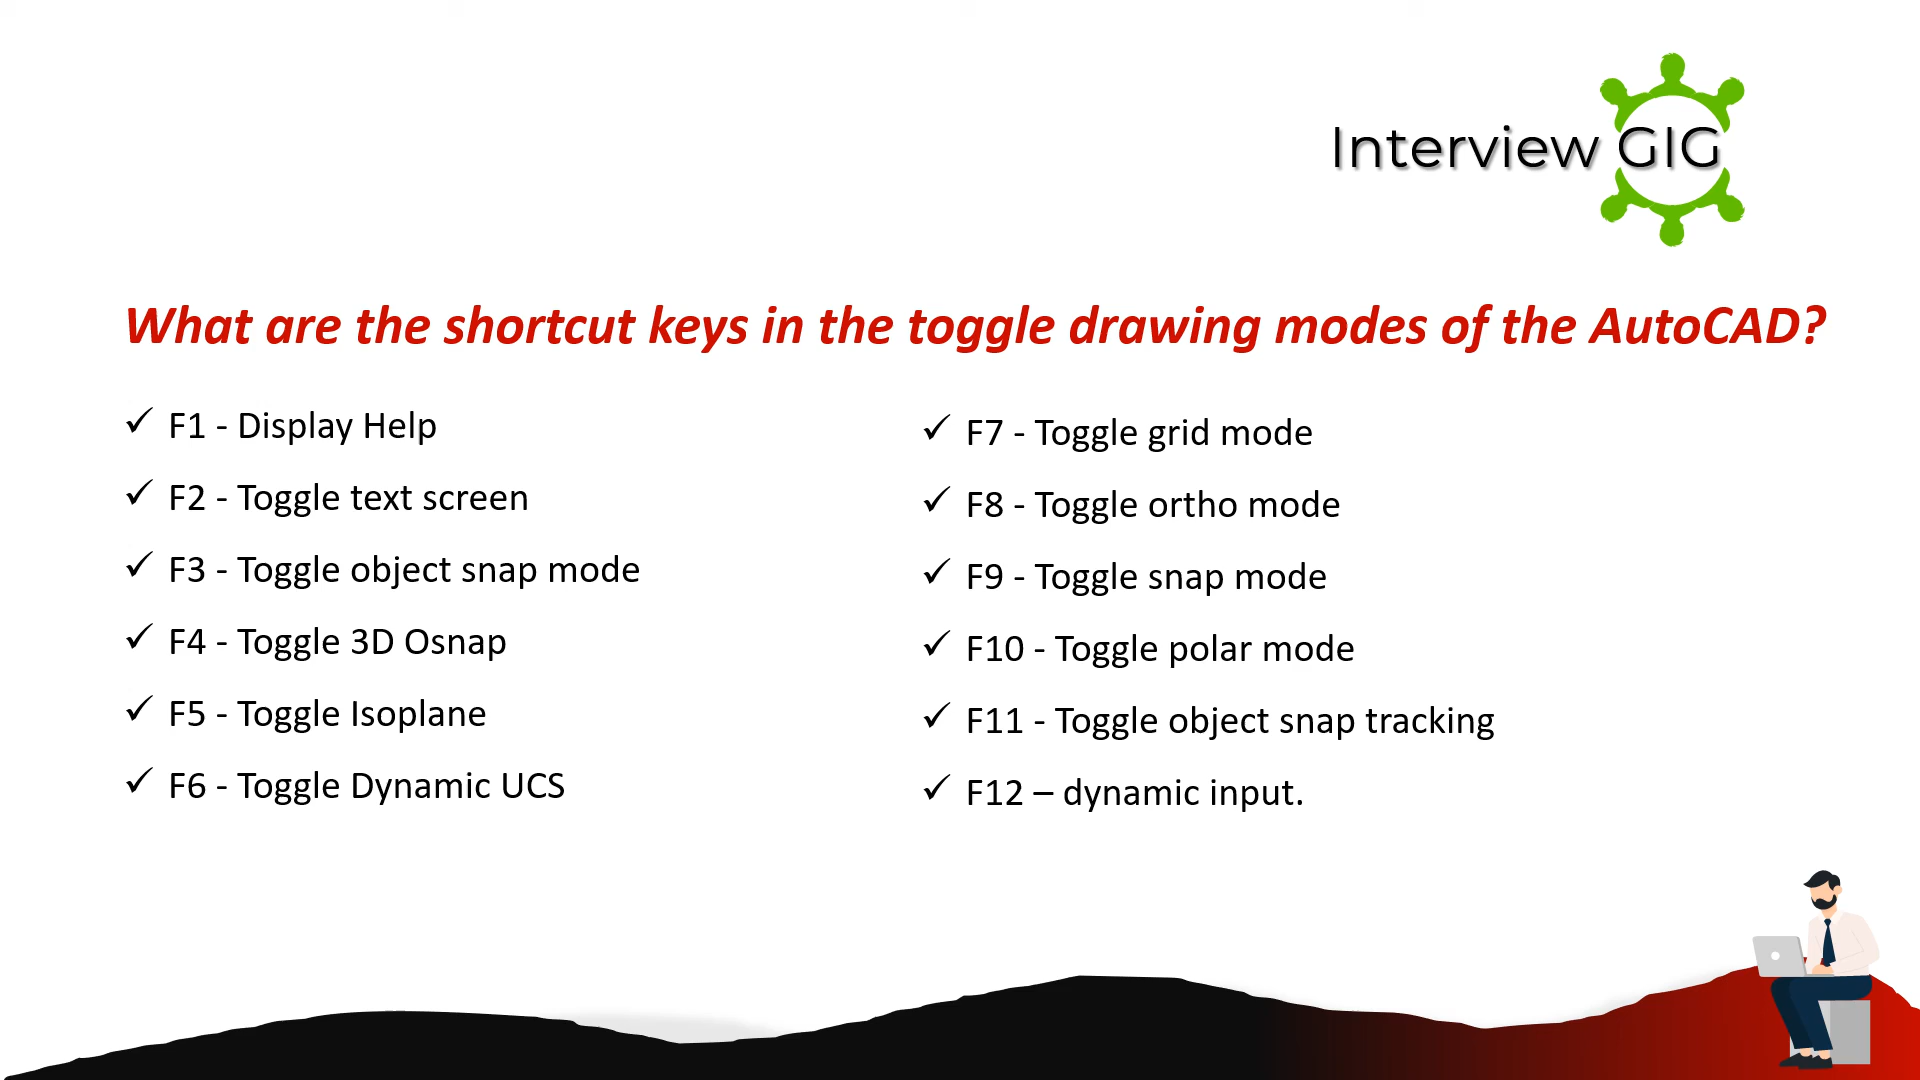 Interview GIG
What are the shortcut keys in the toggle drawing modes of the AutoCAD?
✓ F1 - Display Help
✓ F2 - Toggle text screen
✓ F3 - Toggle object snap mode
✓ F4 - Toggle 3D Osnap
✓ F5 - Toggle Isoplane
✓ F6 - Toggle Dynamic UCS
✓ F7 - Toggle grid mode
✓ F8 - Toggle ortho mode
✓ F9 - Toggle snap mode
✓ F10 - Toggle polar mode
✓ F11 - Toggle object snap tracking
✓ F12 – dynamic input.